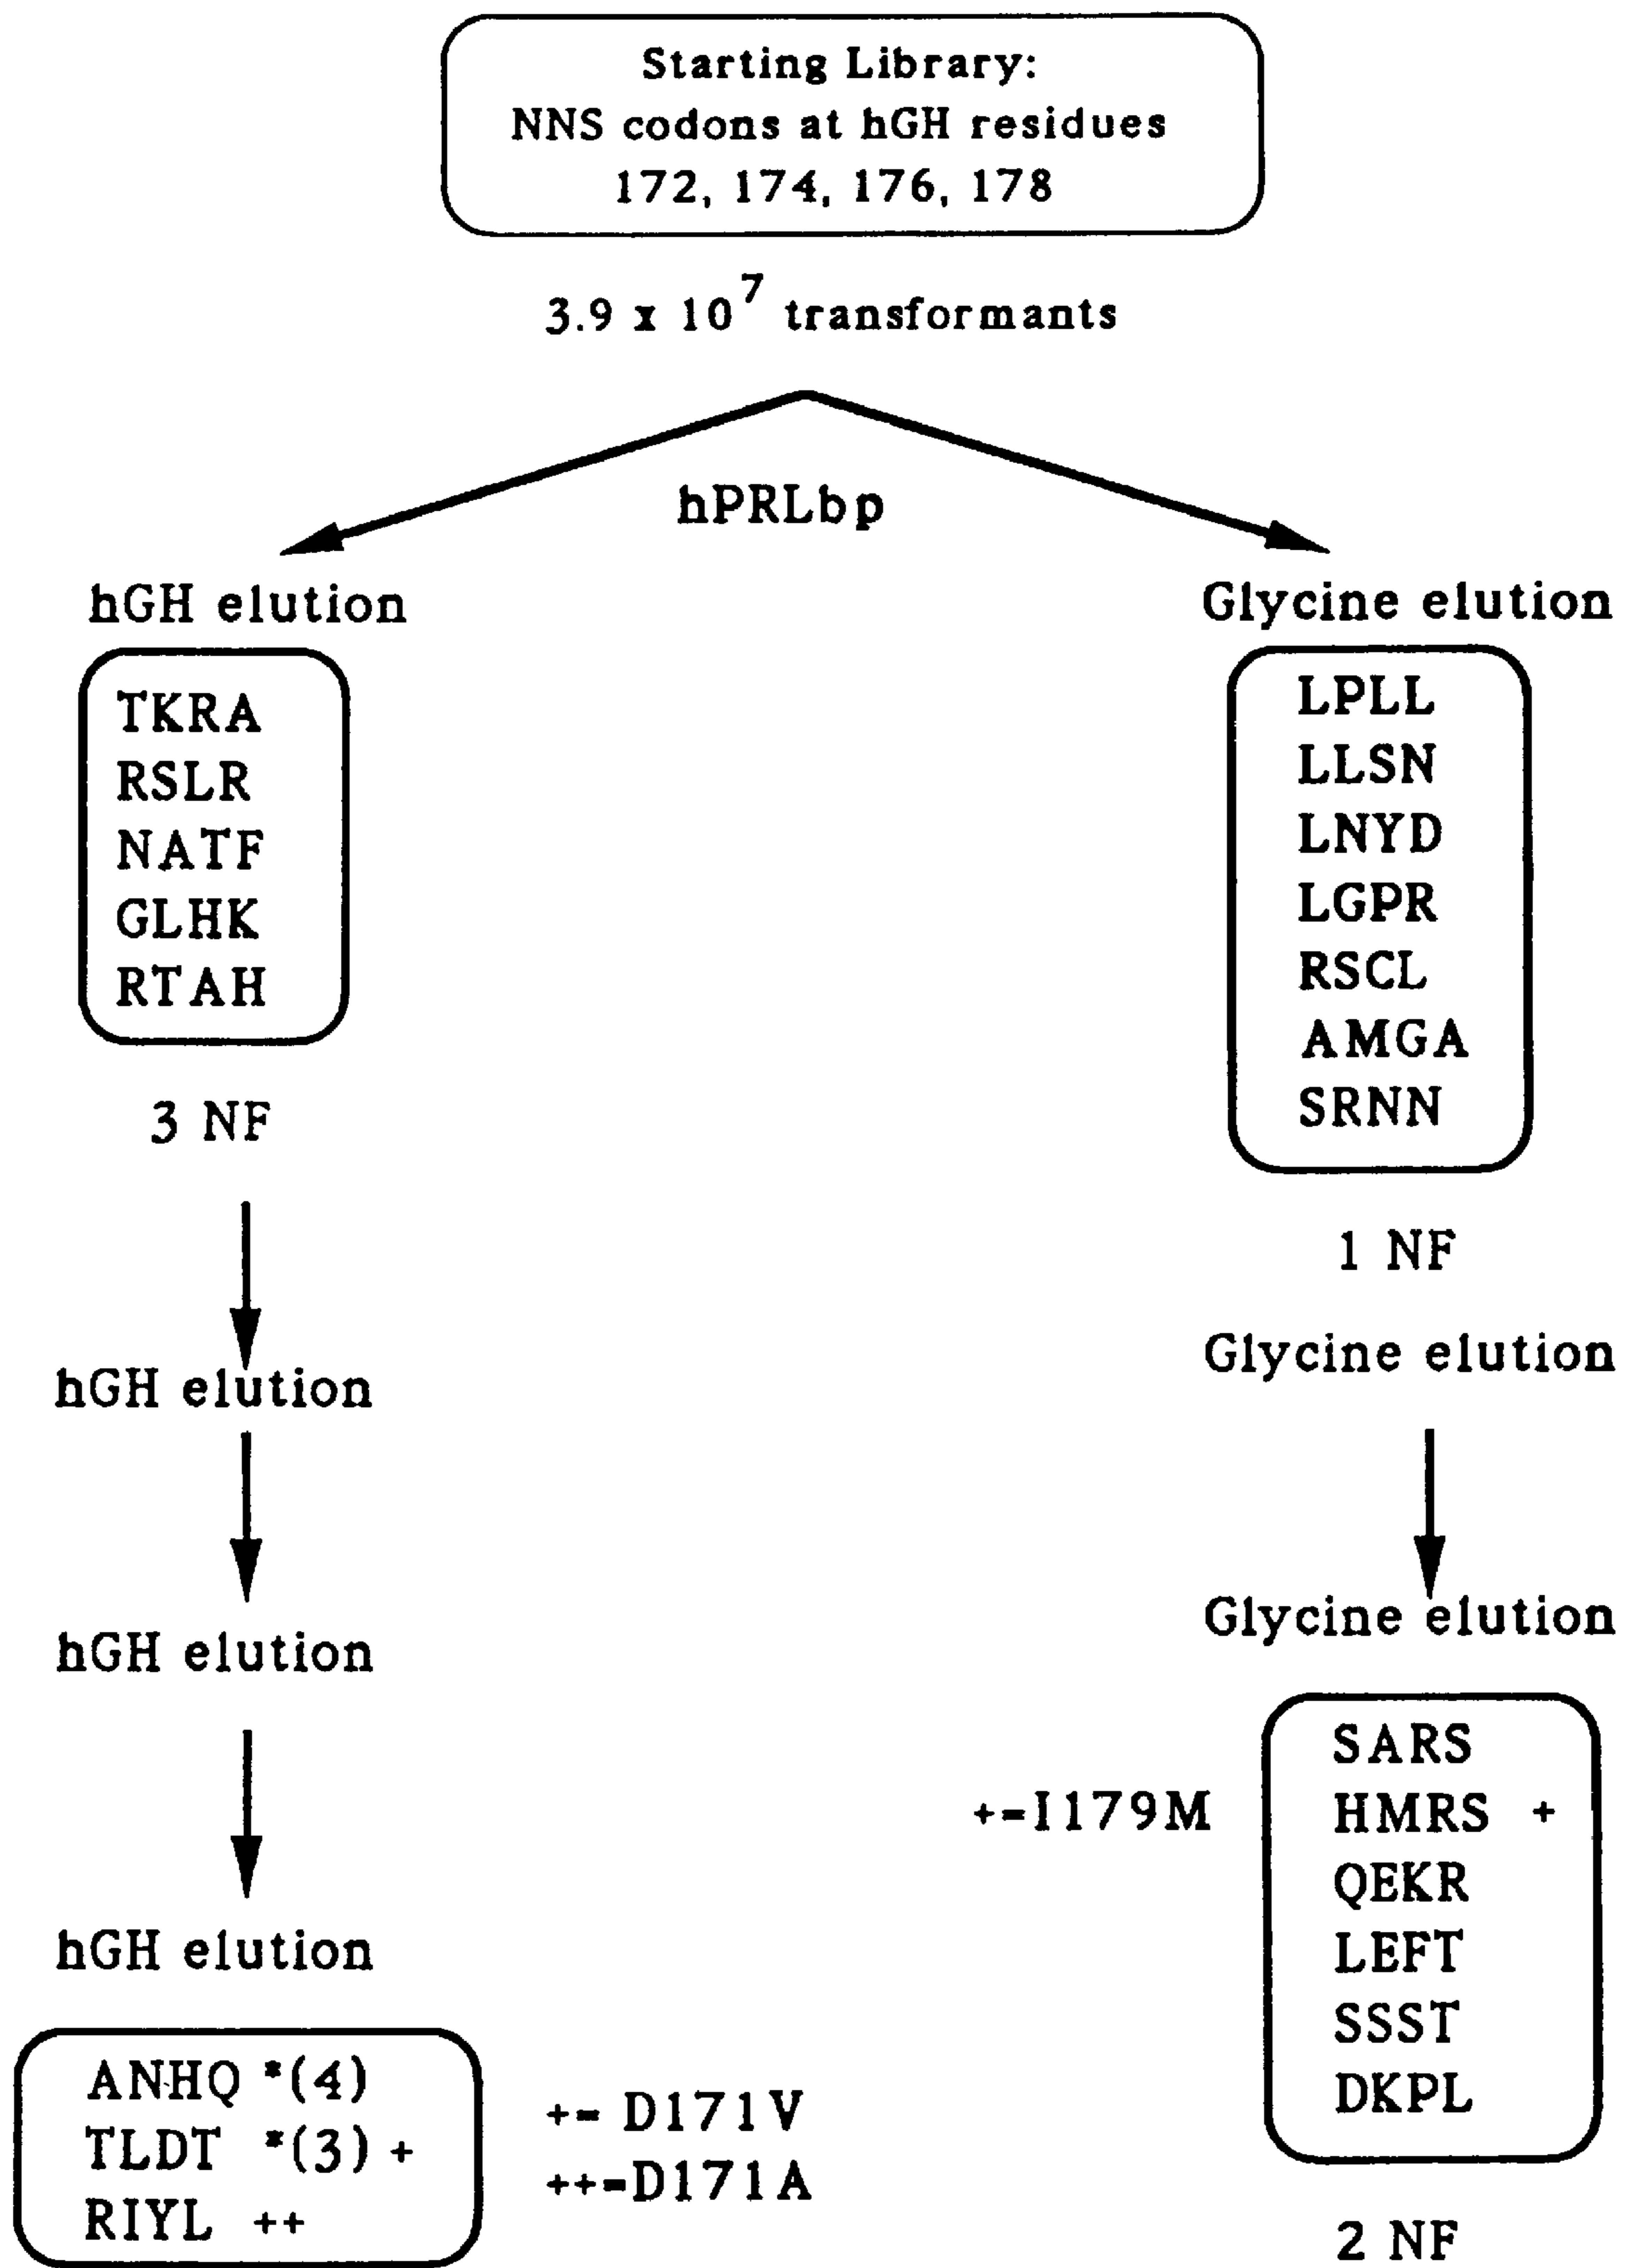 Starting Library:
NNS codons at hGH residues
172, 174, 176, 178
3.9 x 10^7 transformants
hPRLbp
hGH elution
TKRA
RSLR
NATF
GLHK
RTAH
3 NF
hGH elution
hGH elution
hGH elution
ANHQ *(4)
TLDT *(3) +
RIYL ++
+= D171V
++=D171A
Glycine elution
LPLL
LLSN
LNYD
LGPR
RSCL
AMGA
SRNN
1 NF
Glycine elution
Glycine elution
+=I179M
SARS
HMRS +
QEKR
LEFT
SSST
DKPL
2 NF